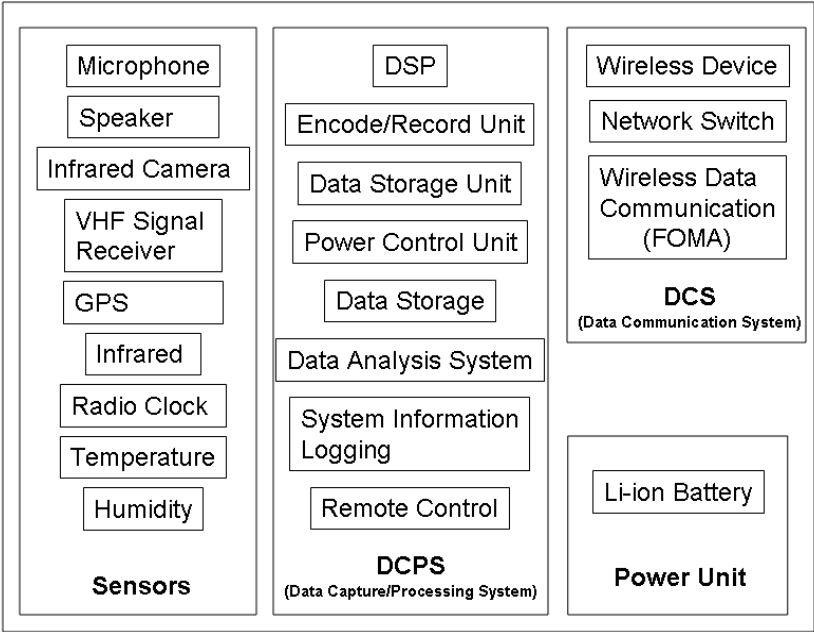 Microphone
Speaker
Infrared Camera
VHF Signal
Receiver
GPS
Infrared
Radio Clock
Temperature
Humidity
Sensors
DSP
Encode/Record Unit
Data Storage Unit
Power Control Unit
Data Storage
Data Analysis System
System Information
Logging
Remote Control
DCPS
(Data Capture/Processing System)
Wireless Device
Network Switch
Wireless Data
Communication
(FOMA)
DCS
(Data Communication System)
Li-ion Battery
Power Unit